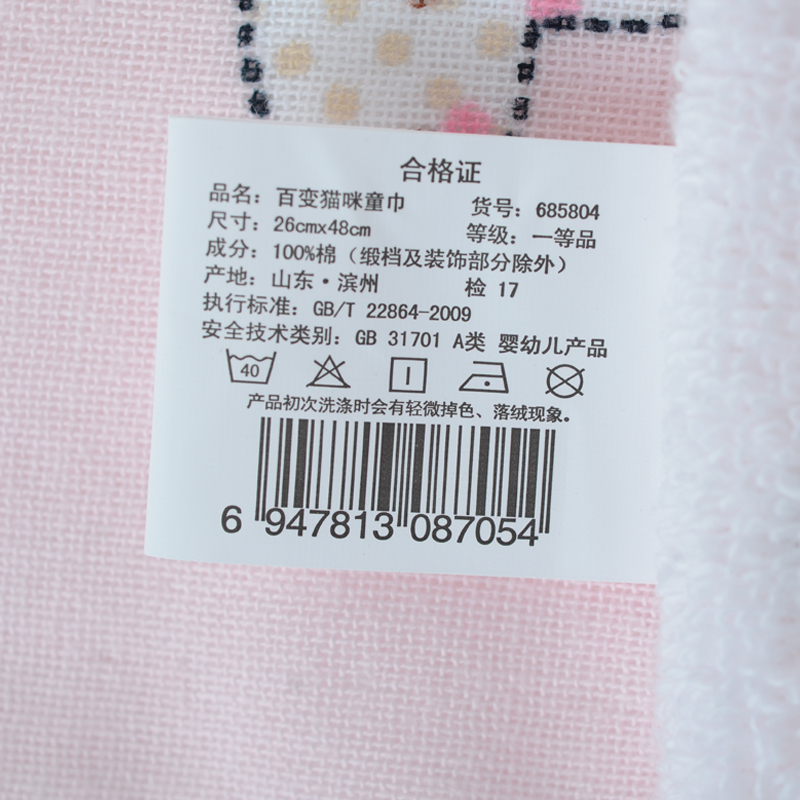 合格证
品名：百变猫咪童巾 货号：685804
尺寸：26cmx48cm 等级：一等品
成分：100%棉（缎档及装饰部分除外）
产地：山东·滨州 检 17
执行标准：GB/T 22864-2009
安全技术类别：GB 31701 A类 婴幼儿产品
40
产品初次洗涤时会有轻微掉色、落绒现象。
6 947813 087054